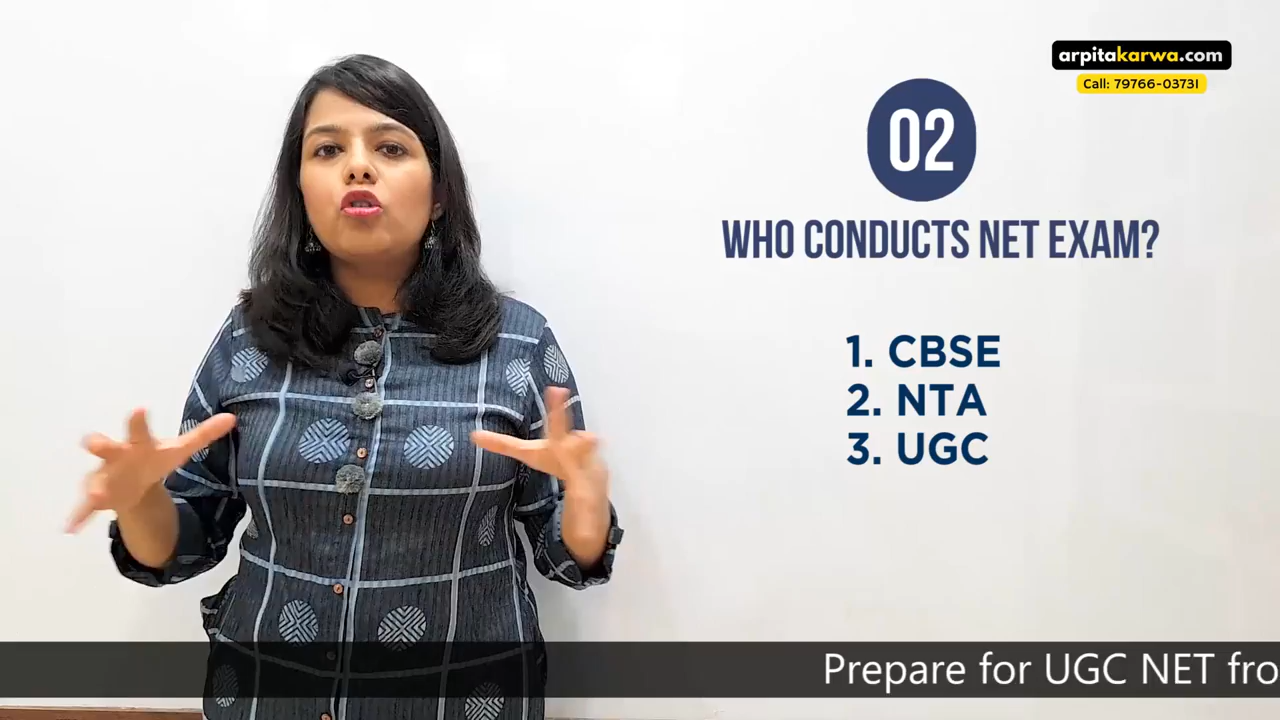 arpitakarwa.com
Call: 79766-03731
02
WHO CONDUCTS NET EXAM?
1. CBSE
2. NTA
3. UGC
Prepare for UGC NET fro